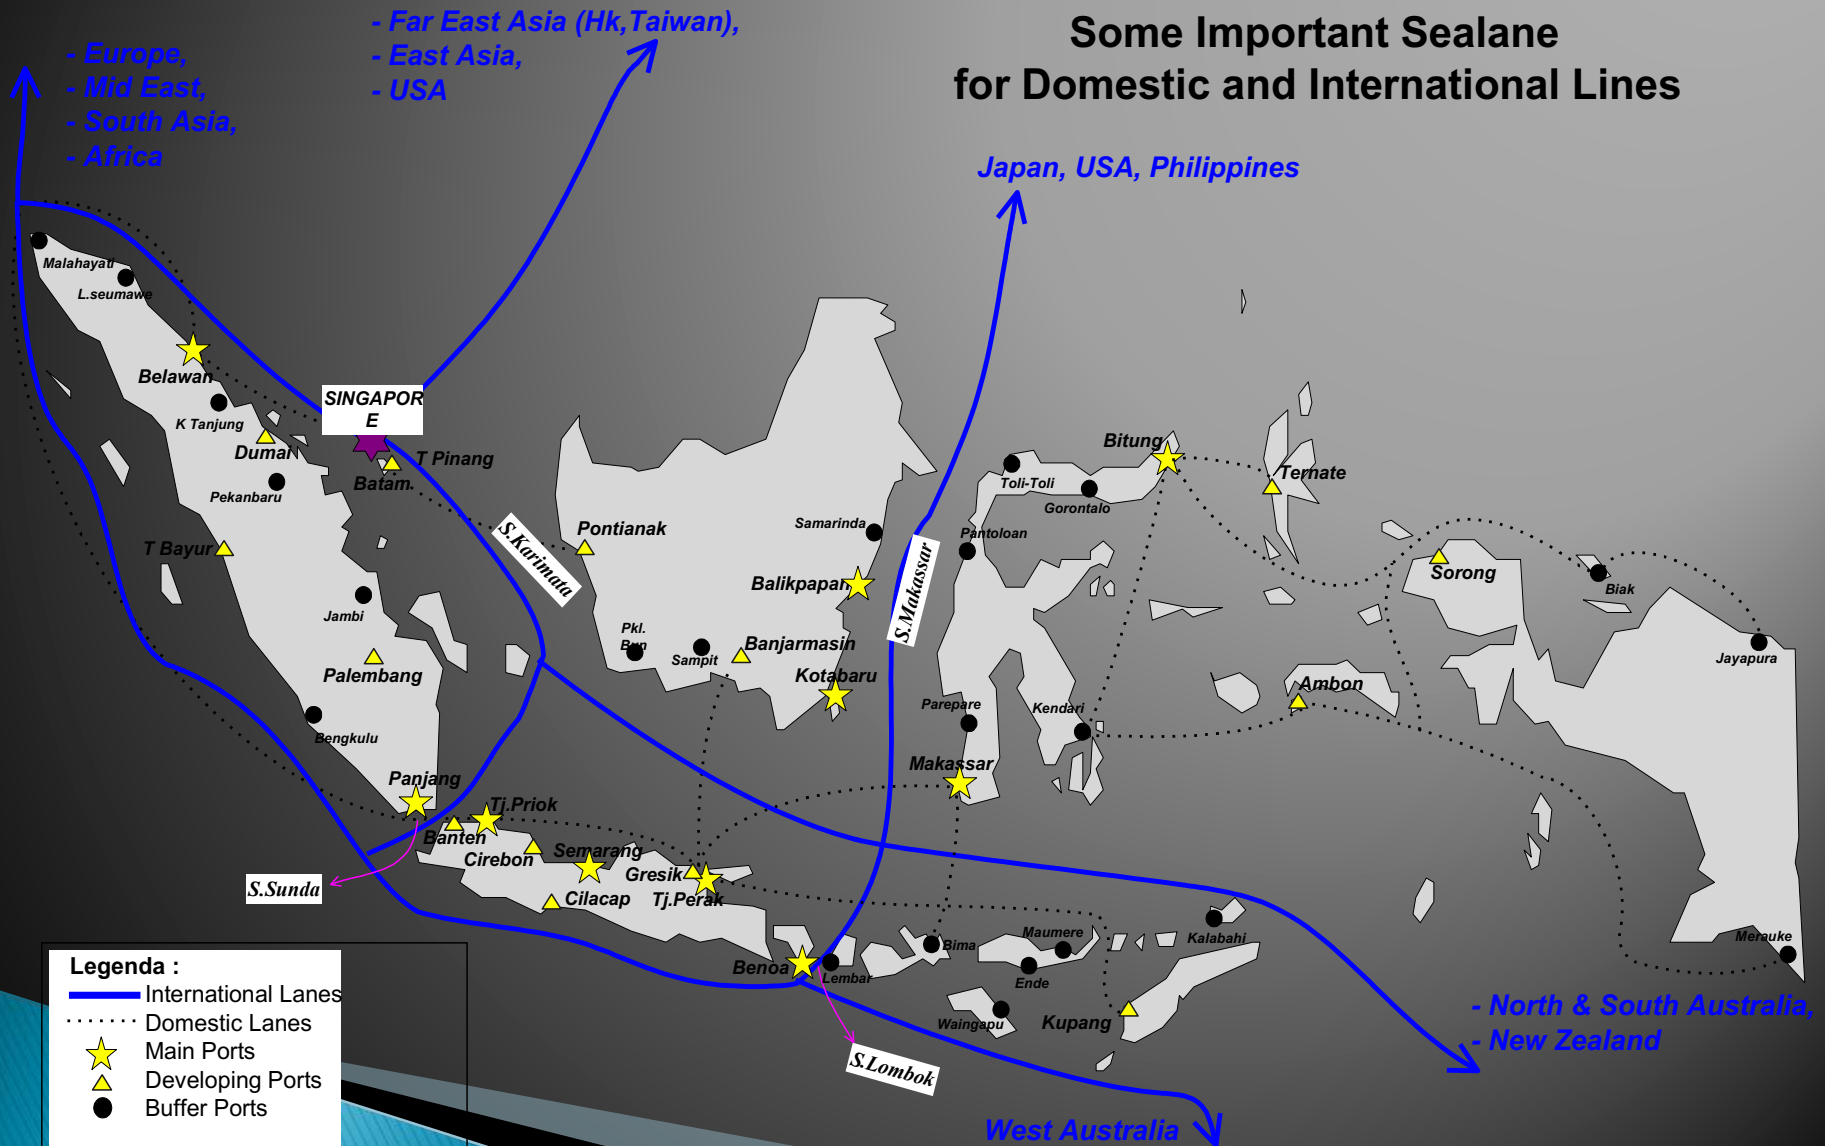 Some Important Sealane
for Domestic and International Lines
- Far East Asia (Hk,Taiwan),
- East Asia,
- USA
- Europe,
- Mid East,
- South Asia,
- Africa
Japan, USA, Philippines
Malahayati
L.seumawe
Belawan
K Tanjung
Dumai
Pekanbaru
SINGAPOR
E
T Pinang
Batam
T Bayur
Jambi
Palembang
Bengkulu
Panjang
S.Karimata
Pontianak
Samarinda
Balikpapan
Pkl.
Bun
Sampit
Banjarmasin
Kotabaru
S.Makassar
Bitung
Toli-Toli
Gorontalo
Pantoloan
Ternate
Sorong
Biak
Jayapura
Parepare
Kendari
Ambon
Makassar
Tj.Priok
Banten
Cirebon
Semarang
Gresik
Cilacap
Tj.Perak
S.Sunda
Benoa
Lembar
Bima
Maumere
Ende
Kalabahi
Waingapu
Kupang
Merauke
S.Lombok
- North & South Australia,
- New Zealand
West Australia
Legenda :
International Lanes
Domestic Lanes
Main Ports
Developing Ports
Buffer Ports